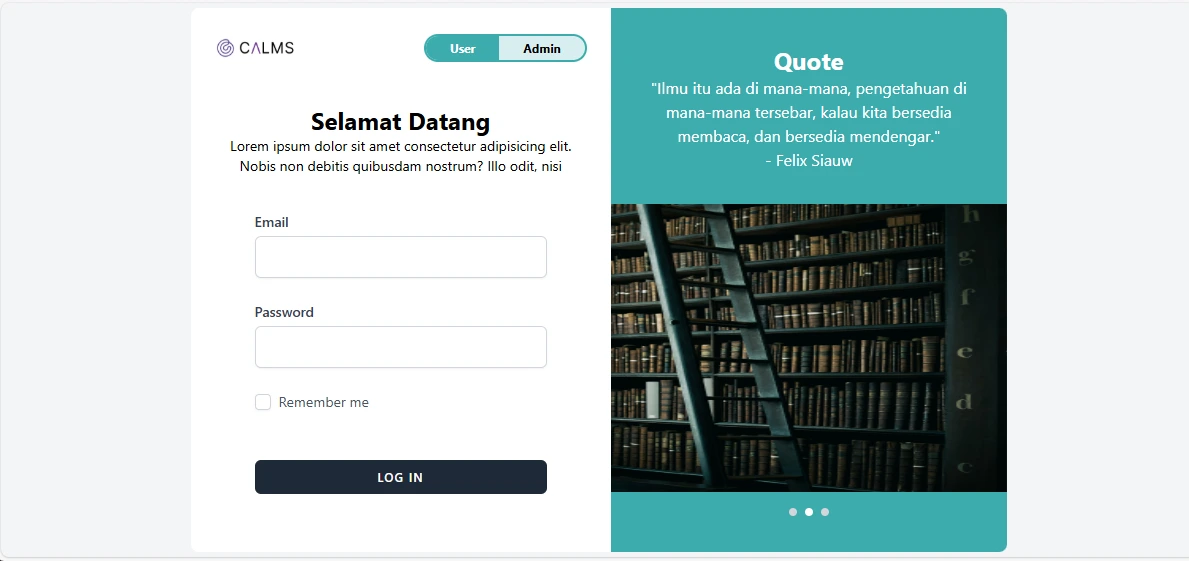 CALMS
User
Admin
Selamat Datang
Lorem ipsum dolor sit amet consectetur adipisicing elit.
Nobis non debitis quibusdam nostrum? Illo odit, nisi
Email
Password
Remember me
LOG IN
Quote
"Ilmu itu ada di mana-mana, pengetahuan di
mana-mana tersebar, kalau kita bersedia
membaca, dan bersedia mendengar."
- Felix Siauw
h
g
f
e
d
c